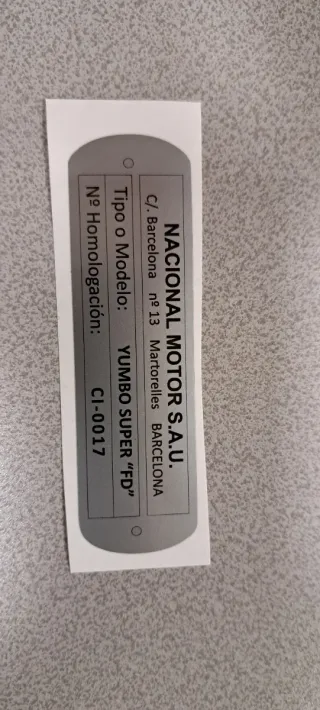 NACIONAL MOTOR S.A.U.
C/. Barcelona nº 13 Martorelles BARCELONA
Tipo o Modelo: YUMBO SUPER "FD"
Nº Homologación: CI-0017